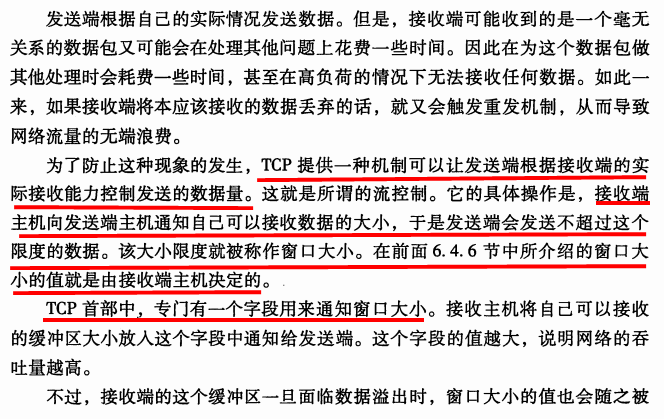 发送端根据自己的实际情况发送数据。但是，接收端可能收到的是一个毫无
关系的数据包又可能会在处理其他问题上花费一些时间。因此在为这个数据包做
其他处理时会耗费一些时间，甚至在高负荷的情况下无法接收任何数据。如此一
来，如果接收端将本应该接收的数据丢弃的话，就又会触发重发机制，从而导致
网络流量的无端浪费。
为了防止这种现象的发生，TCP 提供一种机制可以让发送端根据接收端的实
际接收能力控制发送的数据量。这就是所谓的流控制。它的具体操作是，接收端
主机向发送端主机通知自己可以接收数据的大小，于是发送端会发送不超过这个
限度的数据。该大小限度就被称作窗口大小。在前面 6.4.6 节中所介绍的窗口大
小的值就是由接收端主机决定的。
TCP 首部中，专门有一个字段用来通知窗口大小。接收主机将自己可以接收
的缓冲区大小放入这个字段中通知给发送端。这个字段的值越大，说明网络的吞
吐量越高。
不过，接收端的这个缓冲区一旦面临数据溢出时，窗口大小的值也会随之被